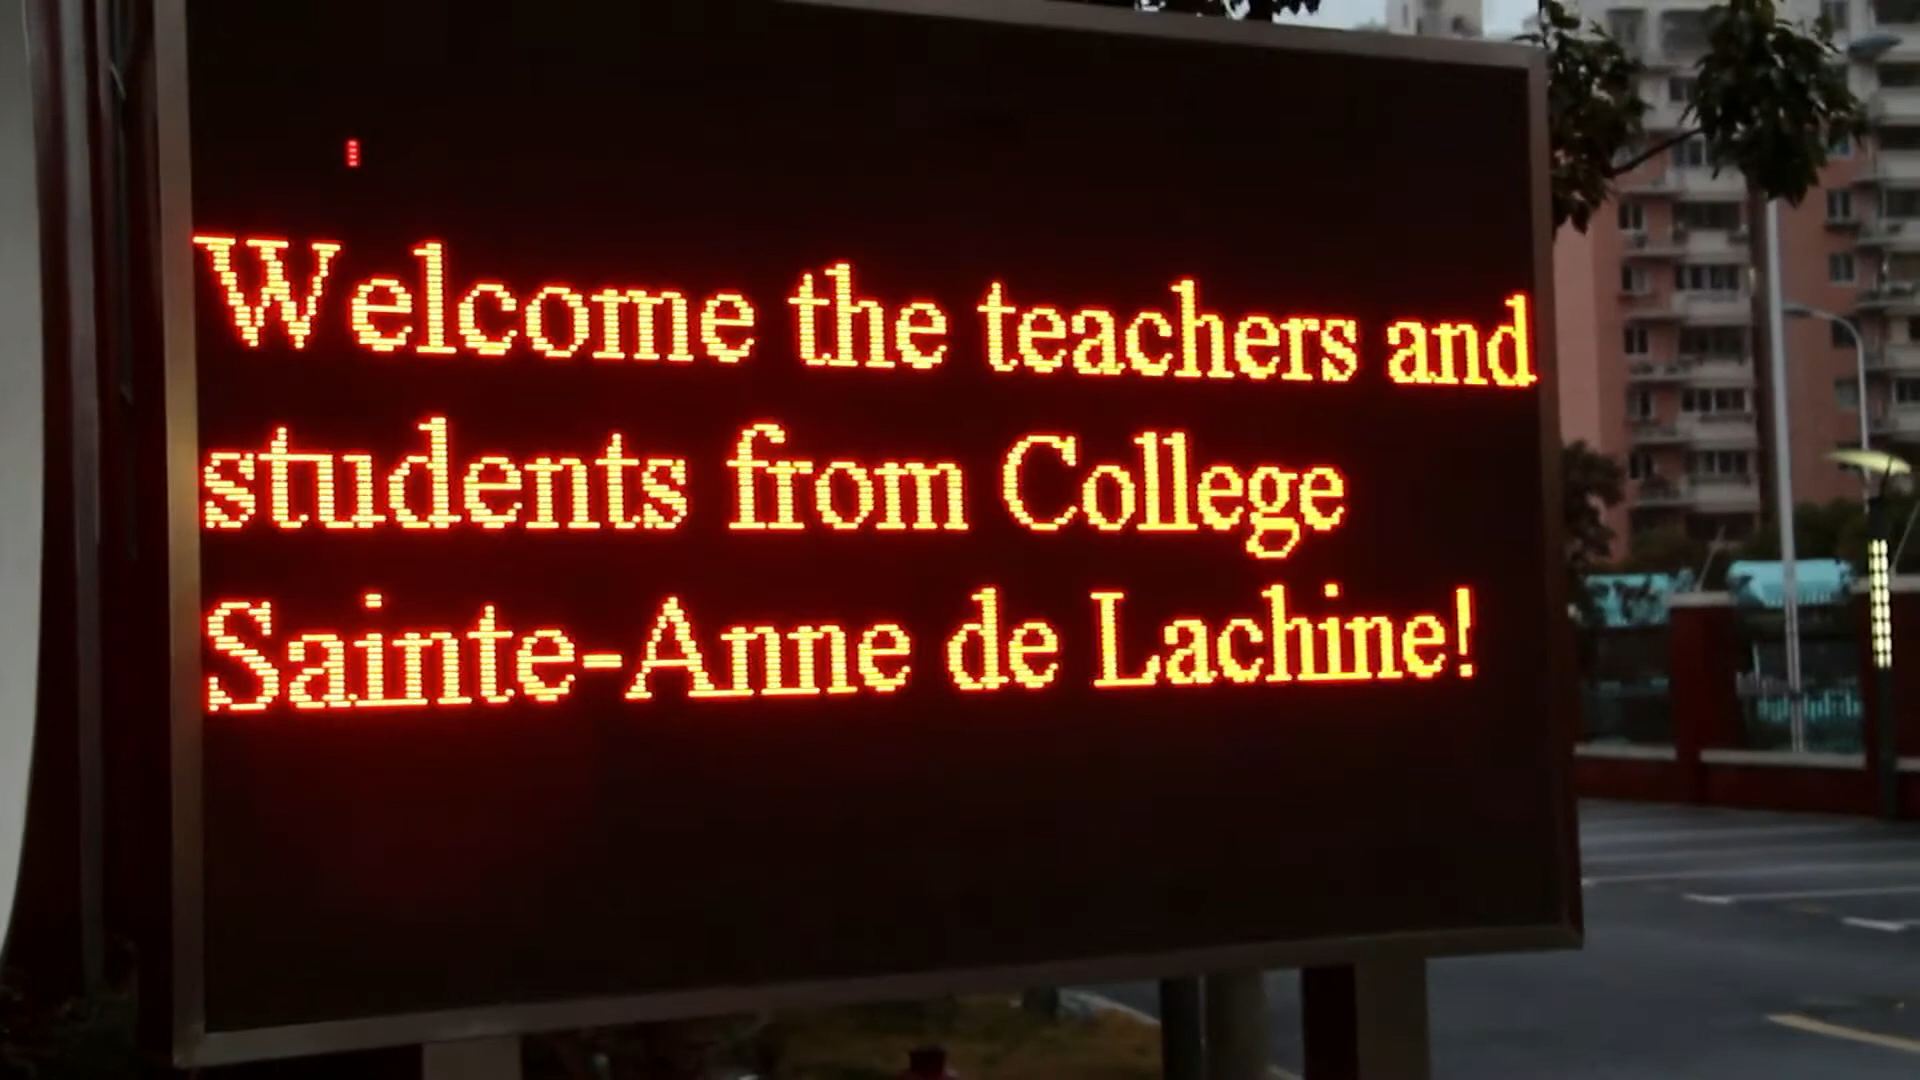 Welcome the teachers and
students from College
Sainte-Anne de Lachine!